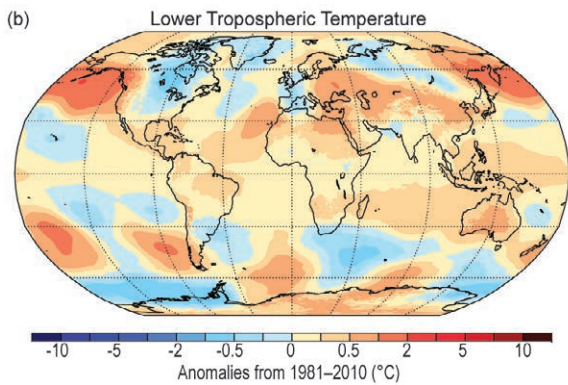 (b)
Lower Tropospheric Temperature
-10 -5 -2 -0.5 0 0.5 2 5 10
Anomalies from 1981–2010 (°C)